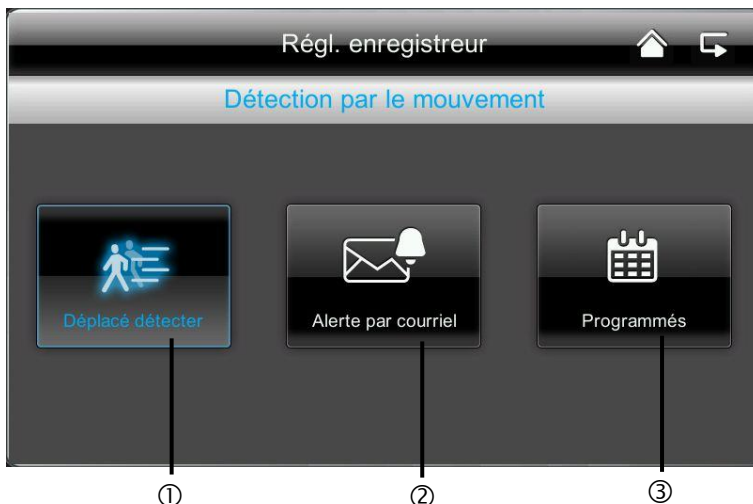 Régl. enregistreur
Détection par le mouvement
Déplacé détecter
Alerte par courriel
Programmés
① ② ③